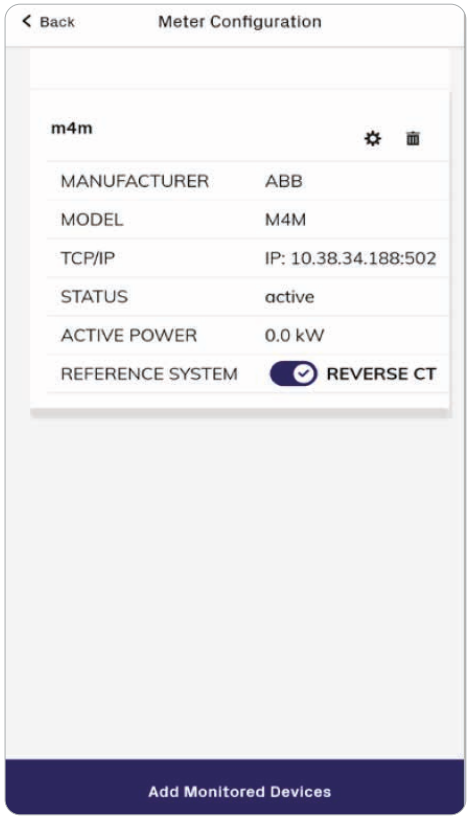 Back Meter Configuration
m4m
MANUFACTURER ABB
MODEL M4M
TCP/IP IP: 10.38.34.188:502
STATUS active
ACTIVE POWER 0.0 kW
REFERENCE SYSTEM REVERSE CT
Add Monitored Devices